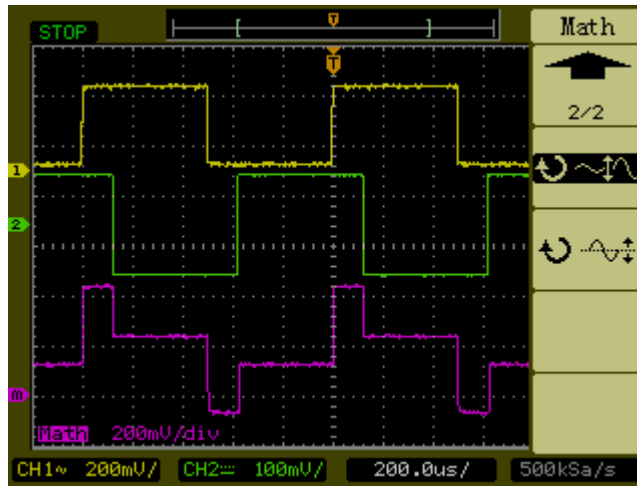 STOP
T
Math
T
2/2
1
2
M
Math 200mV/div
CH1~ 200mV/ CH2⎓ 100mV/ 200.0us/ 500kSa/s